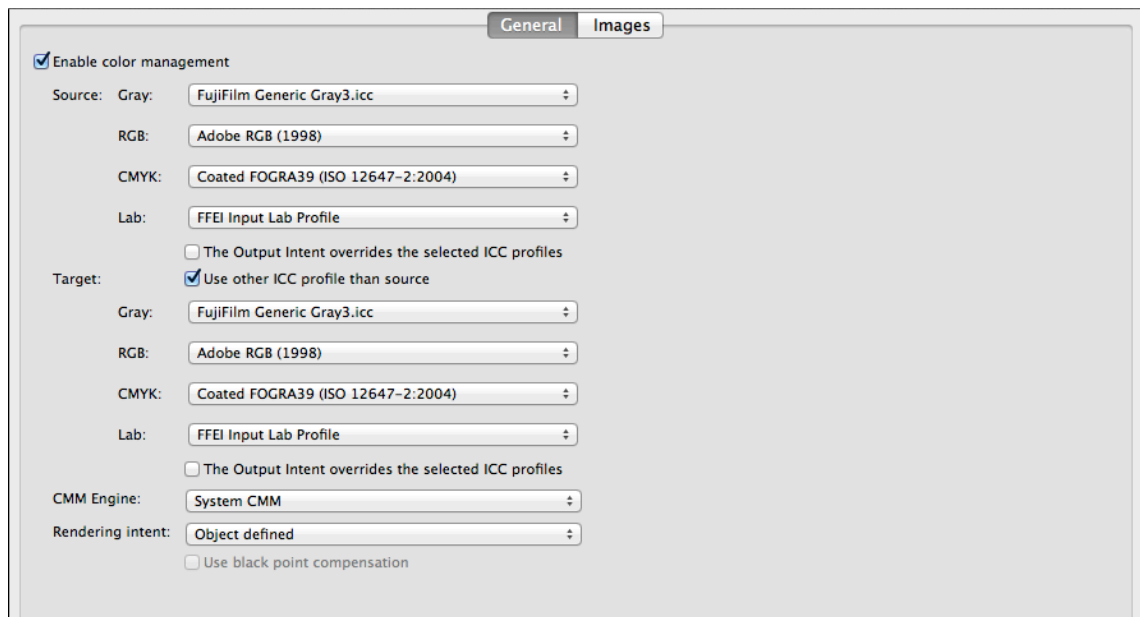 General Images
Enable color management
Source: Gray: FujiFilm Generic Gray3.icc
RGB: Adobe RGB (1998)
CMYK: Coated FOGRA39 (ISO 12647-2:2004)
Lab: FFEI Input Lab Profile
The Output Intent overrides the selected ICC profiles
Target: Use other ICC profile than source
Gray: FujiFilm Generic Gray3.icc
RGB: Adobe RGB (1998)
CMYK: Coated FOGRA39 (ISO 12647-2:2004)
Lab: FFEI Input Lab Profile
The Output Intent overrides the selected ICC profiles
CMM Engine: System CMM
Rendering intent: Object defined
Use black point compensation